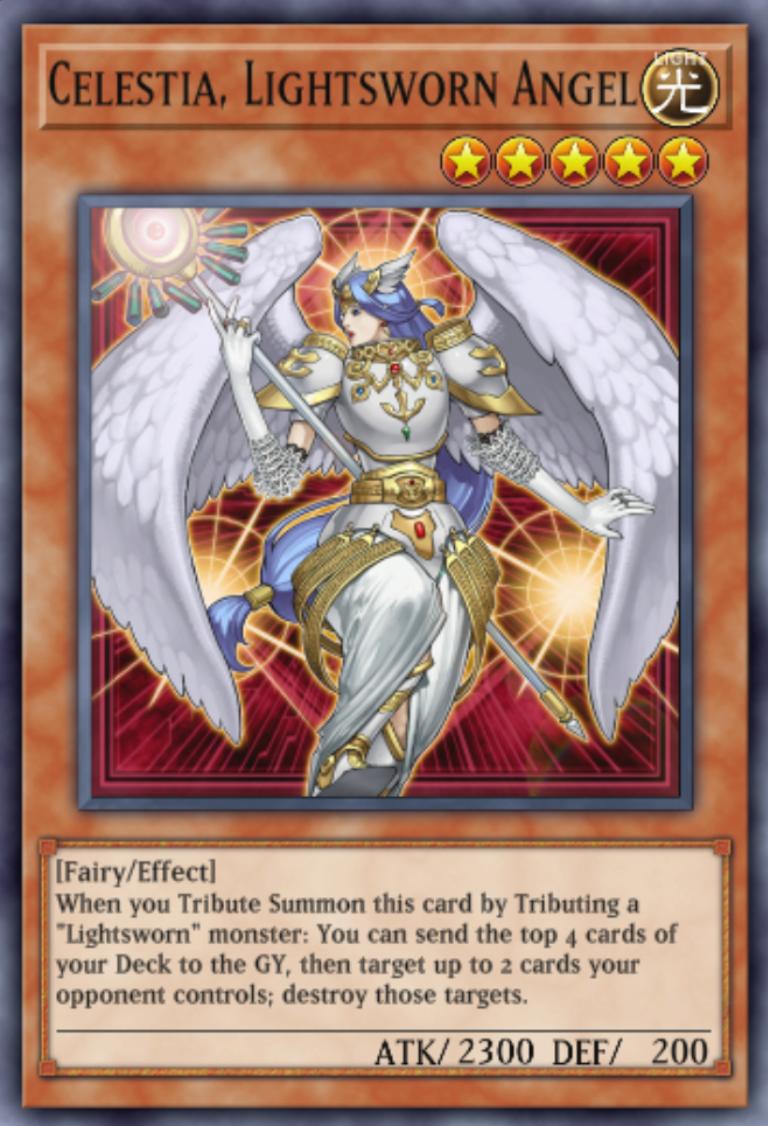 CELESTIA, LIGHTSWORN ANGEL
LIGHT
光
[Fairy/Effect]
When you Tribute Summon this card by Tributing a
"Lightsworn" monster: You can send the top 4 cards of
your Deck to the GY, then target up to 2 cards your
opponent controls; destroy those targets.
ATK/ 2300 DEF/ 200